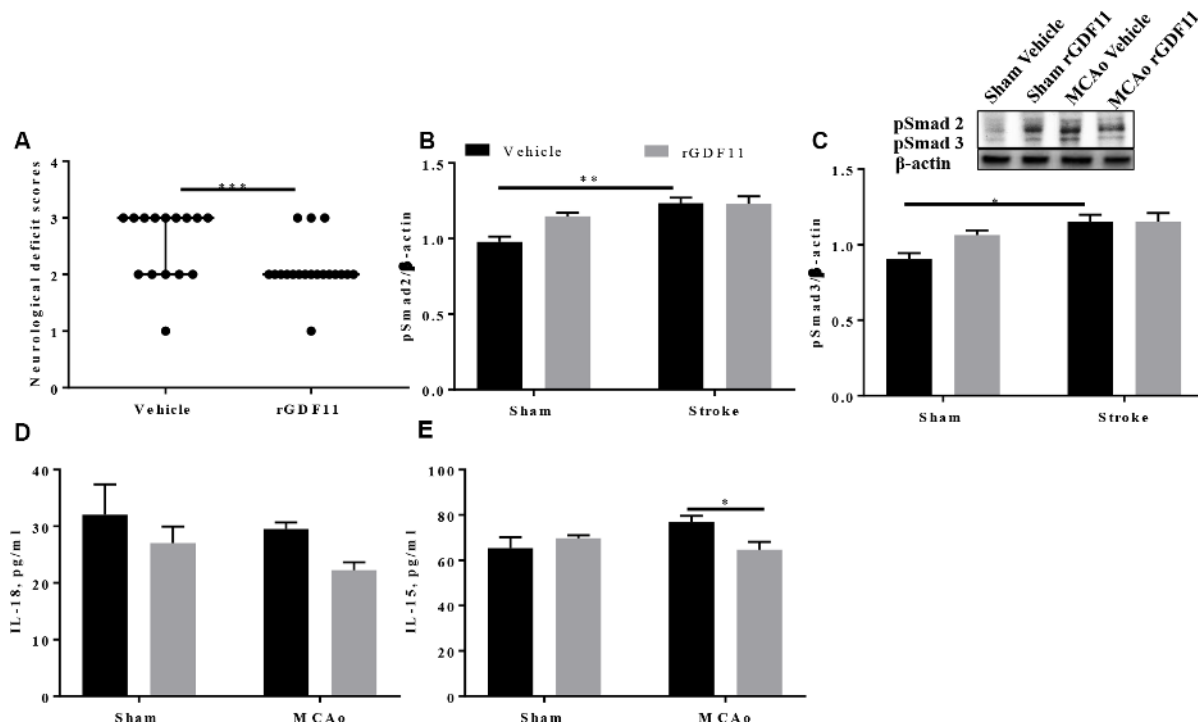 Sham Vehicle
Sham rGDF11
MCAo Vehicle
MCAo rGDF11
pSmad 2
pSmad 3
β-actin
A
Neurological deficit scores
4
3
2
1
0
***
Vehicle
rGDF11
B
Vehicle
rGDF11
pSmad2/β-actin
1.5
1.0
0.5
0.0
**
Sham
Stroke
C
pSmad3/β-actin
1.5
1.0
0.5
0.0
*
Sham
Stroke
D
IL-18, pg/ml
40
30
20
10
0
Sham
MCAo
E
IL-15, pg/ml
100
80
60
40
20
0
*
Sham
MCAo